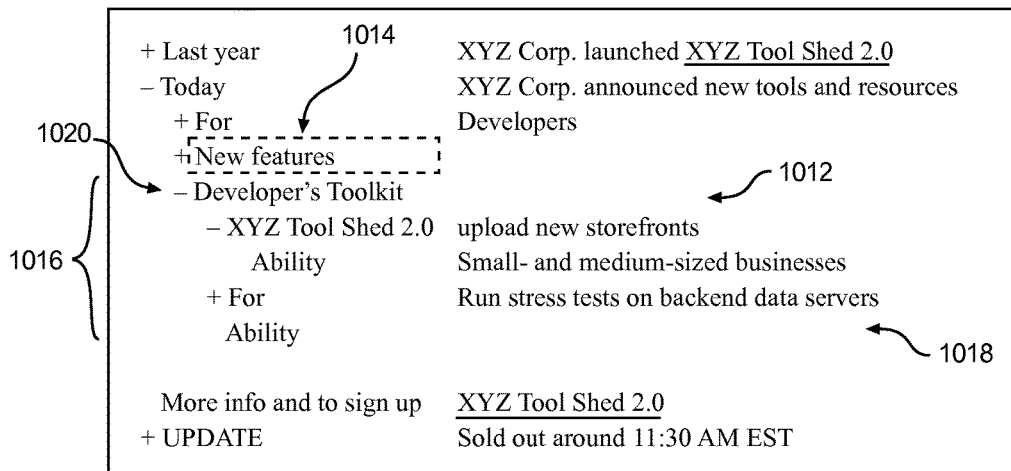 1014
+ Last year XYZ Corp. launched XYZ Tool Shed 2.0
– Today XYZ Corp. announced new tools and resources
1020
+ For Developers
+ New features
– Developer's Toolkit
1012
– XYZ Tool Shed 2.0 upload new storefronts
1016
Ability Small- and medium-sized businesses
+ For Run stress tests on backend data servers
Ability
1018
More info and to sign up XYZ Tool Shed 2.0
+ UPDATE Sold out around 11:30 AM EST